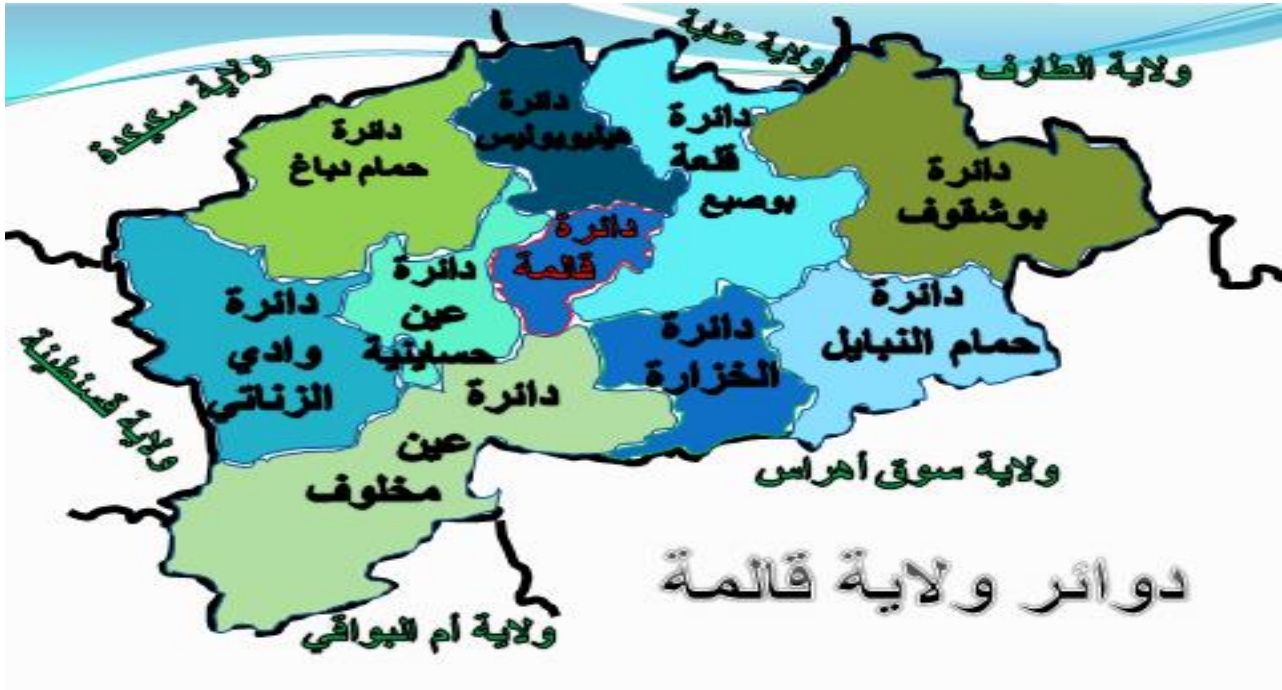 ولاية سكيكدة
ولاية عنابة
ولاية الطارف
دائرة
حمام دباغ
دائرة
هيليوبوليس
دائرة
قلعة
بوصبع
دائرة
بوشقوف
دائرة
قالمة
دائرة
عين
حساينية
دائرة
وادي
الزناتي
دائرة
الخزارة
دائرة
حمام النبايل
دائرة
عين
مخلوف
ولاية قسنطينة
ولاية سوق أهراس
ولاية أم البواقي
دوائر ولاية قالمة